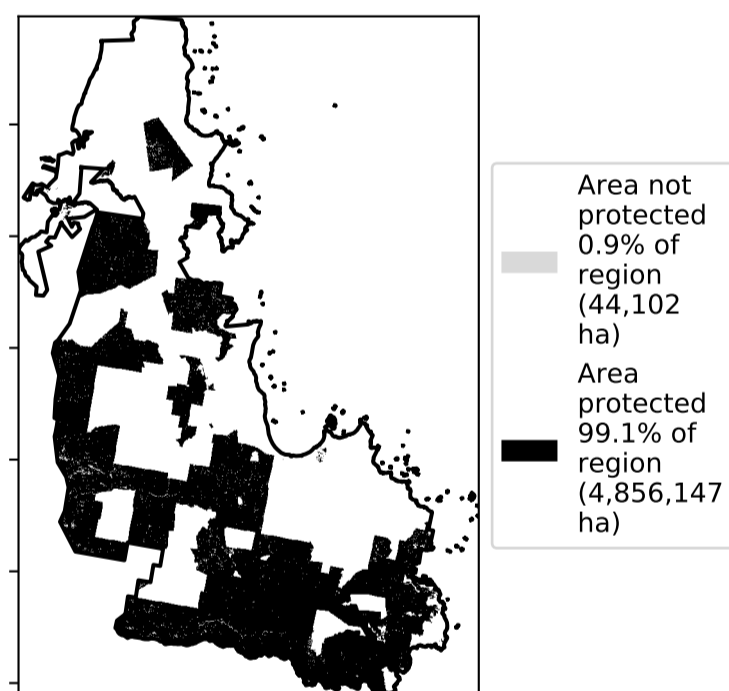 Area not
protected
0.9% of
region
(44,102
ha)
Area
protected
99.1% of
region
(4,856,147
ha)